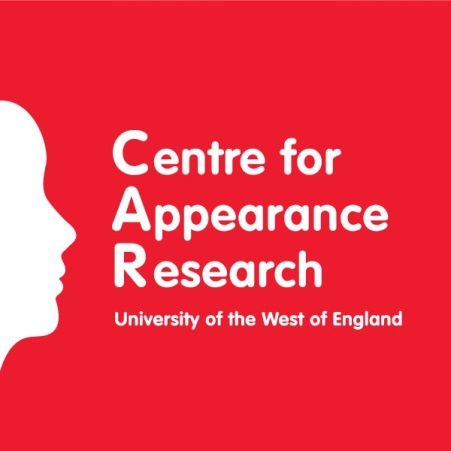 Centre for
Appearance
Research
University of the West of England